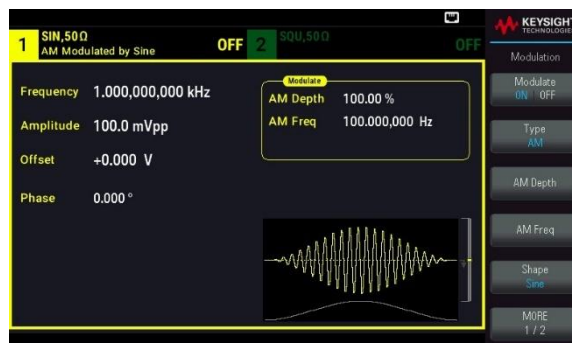 1 SIN,50Ω OFF 2 SQU,50Ω OFF
AM Modulated by Sine
KEYSIGHT
TECHNOLOGIES
Modulation
Frequency 1.000,000,000 kHz
Amplitude 100.0 mVpp
Offset +0.000 V
Phase 0.000 °
Modulate
AM Depth 100.00 %
AM Freq 100.000,000 Hz
Modulate
ON OFF
Type
AM
AM Depth
AM Freq
Shape
Sine
MORE
1 / 2